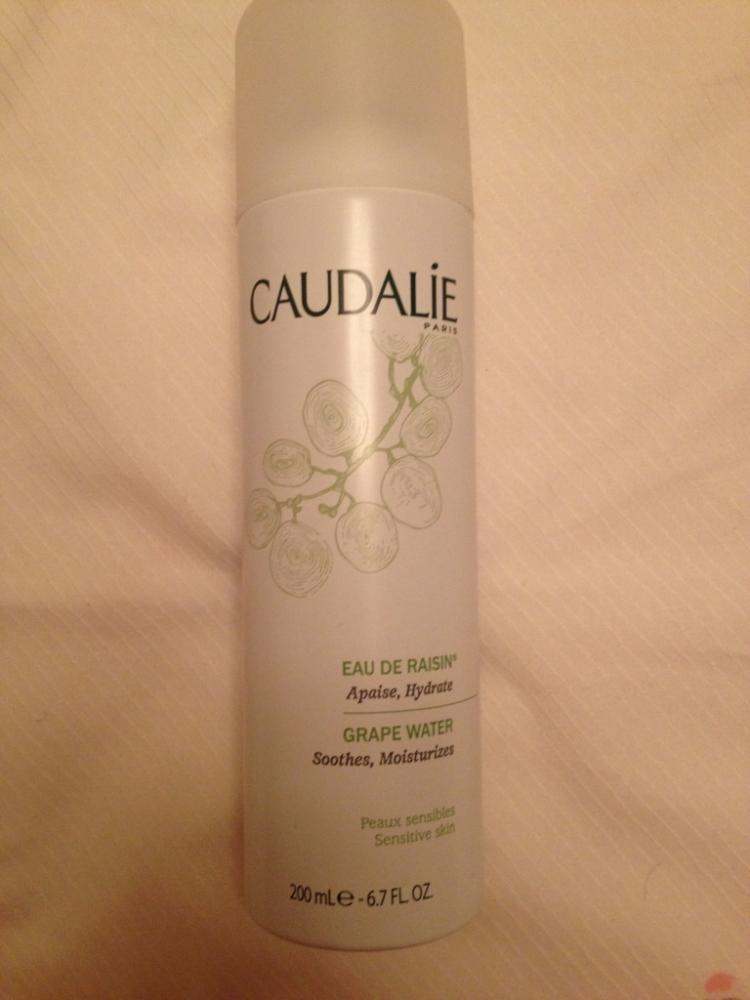 CAUDALíE
PARIS
EAU DE RAISIN®
Apaise, Hydrate
GRAPE WATER
Soothes, Moisturizes
Peaux sensibles
Sensitive skin
200 mL ℮ - 6.7 FL. OZ.